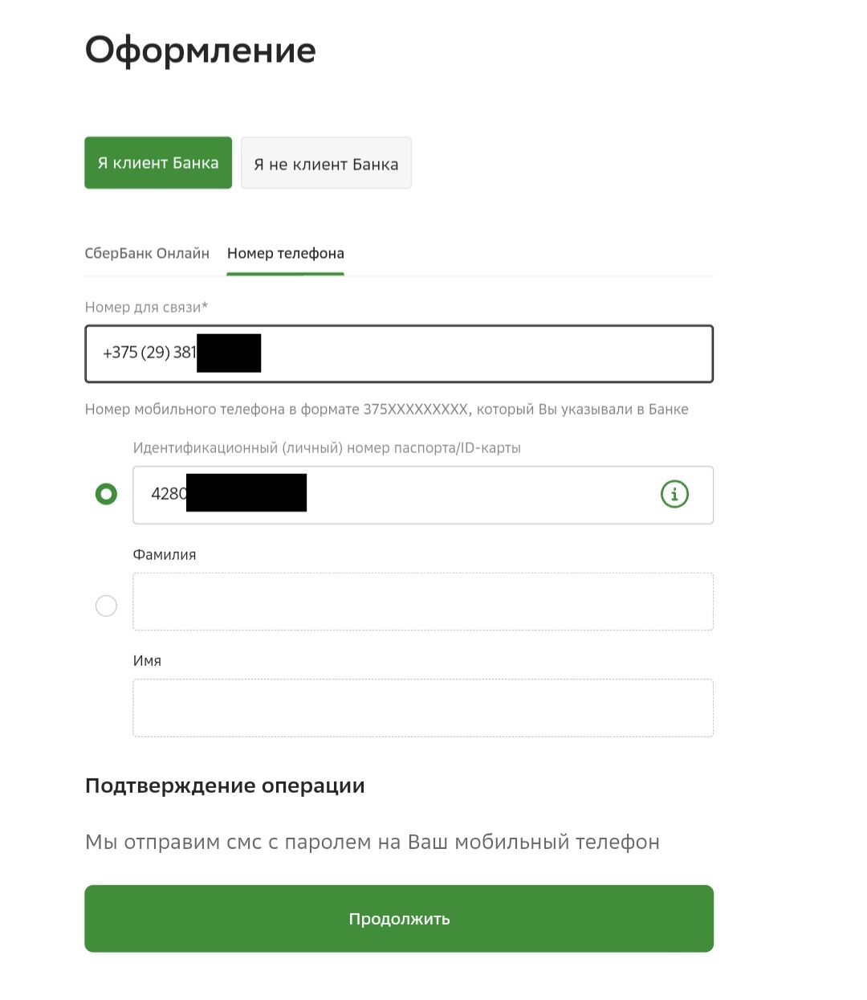 Оформление
Я клиент Банка
Я не клиент Банка
СберБанк Онлайн
Номер телефона
Номер для связи*
+375 (29) 381
Номер мобильного телефона в формате 375XXXXXXXXX, который Вы указывали в Банке
Идентификационный (личный) номер паспорта/ID-карты
4280
Фамилия
Имя
Подтверждение операции
Мы отправим смс с паролем на Ваш мобильный телефон
Продолжить